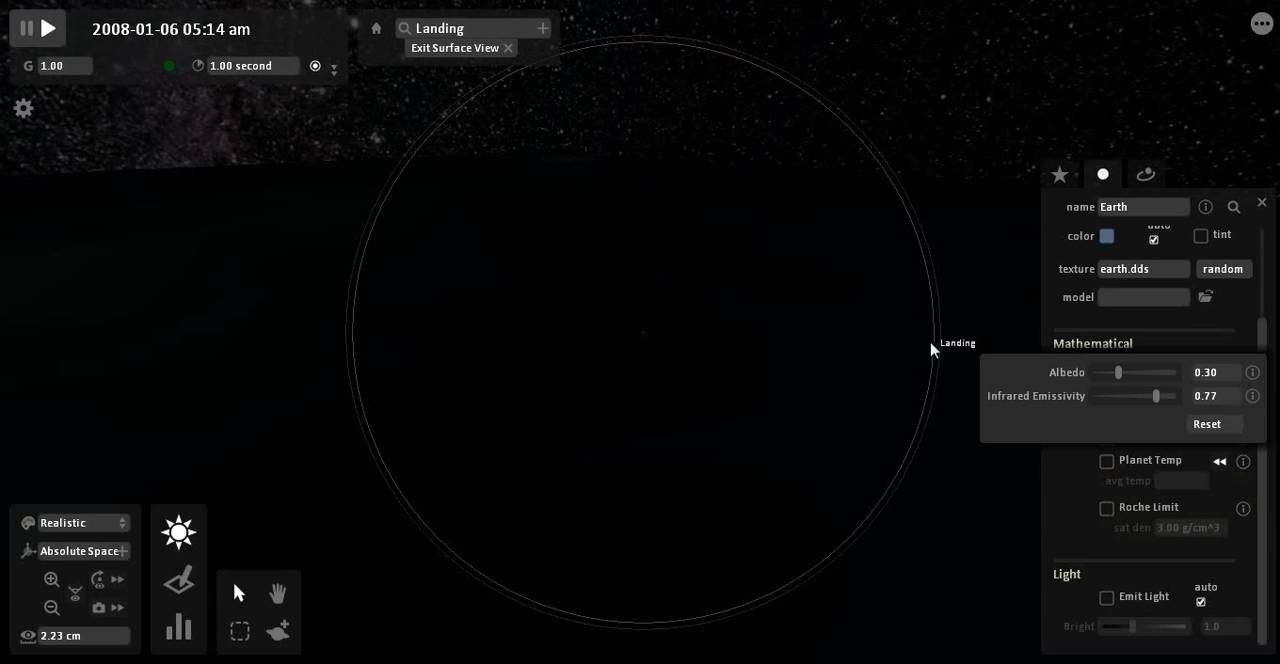 2008-01-06 05:14 am
G 1.00
1.00 second
Landing
Exit Surface View
Landing
name Earth
color auto tint
texture earth.dds random
model
Mathematical
Albedo 0.30
Infrared Emissivity 0.77
Reset
Planet Temp
avg temp
Roche Limit
sat den 3.00 g/cm^3
Light
auto
Emit Light
Bright 1.0
Realistic
Absolute Space
2.23 cm